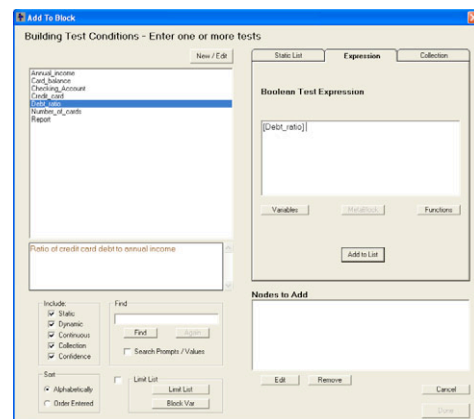 Add To Block
Building Test Conditions - Enter one or more tests
New / Edit
Annual_income
Card_balance
Checking_Account
Credit_card
Debt_ratio
Number_of_cards
Report
Ratio of credit card debt to annual income
Include:
Static
Dynamic
Continuous
Collection
Confidence
Find
Find
Again
Search Prompts / Values
Sort
Alphabetically
Order Entered
Limit List
Limit List
Block Var
Static List
Expression
Collection
Boolean Test Expression
[Debt_ratio]
Variables
MetaBlock
Functions
Add to List
Nodes to Add
Edit
Remove
Cancel
Done